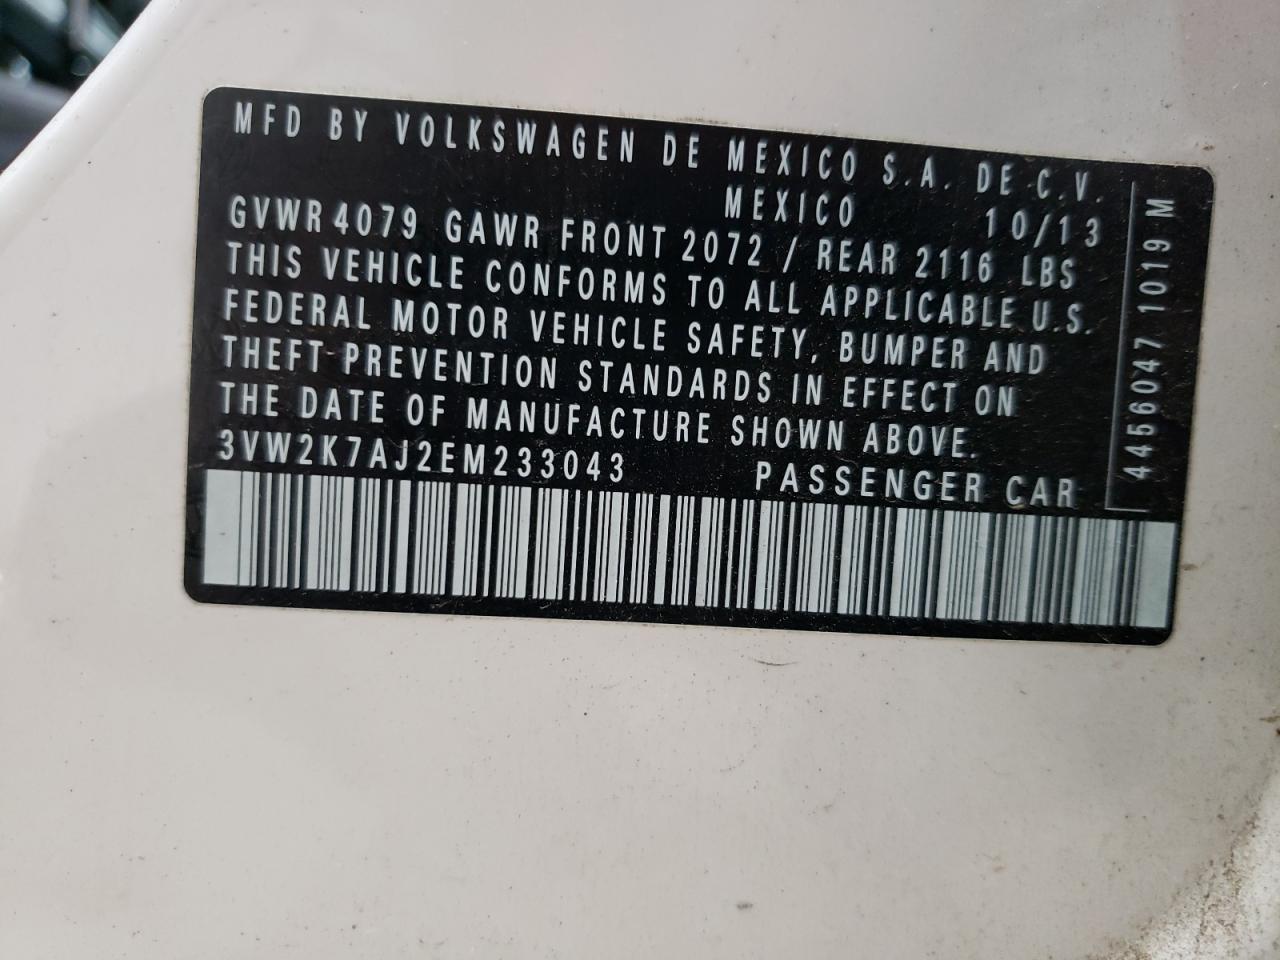 MFD BY VOLKSWAGEN DE MEXICO S.A. DE C.V.
MEXICO 10/13
GVWR 4079 GAWR FRONT 2072 / REAR 2116 LBS
THIS VEHICLE CONFORMS TO ALL APPLICABLE U.S.
FEDERAL MOTOR VEHICLE SAFETY, BUMPER AND
THEFT PREVENTION STANDARDS IN EFFECT ON
THE DATE OF MANUFACTURE SHOWN ABOVE.
3VW2K7AJ2EM233043 PASSENGER CAR
4456047 1019 M